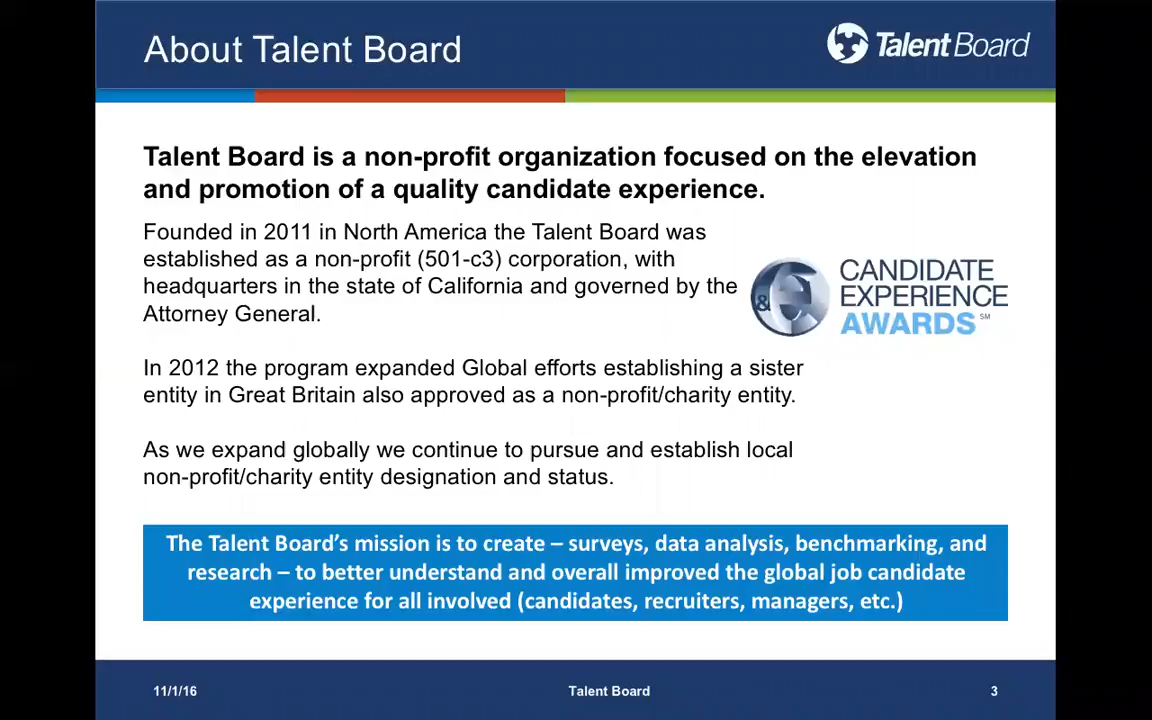 About Talent Board
Talent Board
Talent Board is a non-profit organization focused on the elevation
and promotion of a quality candidate experience.
Founded in 2011 in North America the Talent Board was
established as a non-profit (501-c3) corporation, with
headquarters in the state of California and governed by the
Attorney General.
&
CANDIDATE
EXPERIENCE
AWARDS SM
In 2012 the program expanded Global efforts establishing a sister
entity in Great Britain also approved as a non-profit/charity entity.
As we expand globally we continue to pursue and establish local
non-profit/charity entity designation and status.
The Talent Board’s mission is to create – surveys, data analysis, benchmarking, and
research – to better understand and overall improved the global job candidate
experience for all involved (candidates, recruiters, managers, etc.)
11/1/16
Talent Board
3